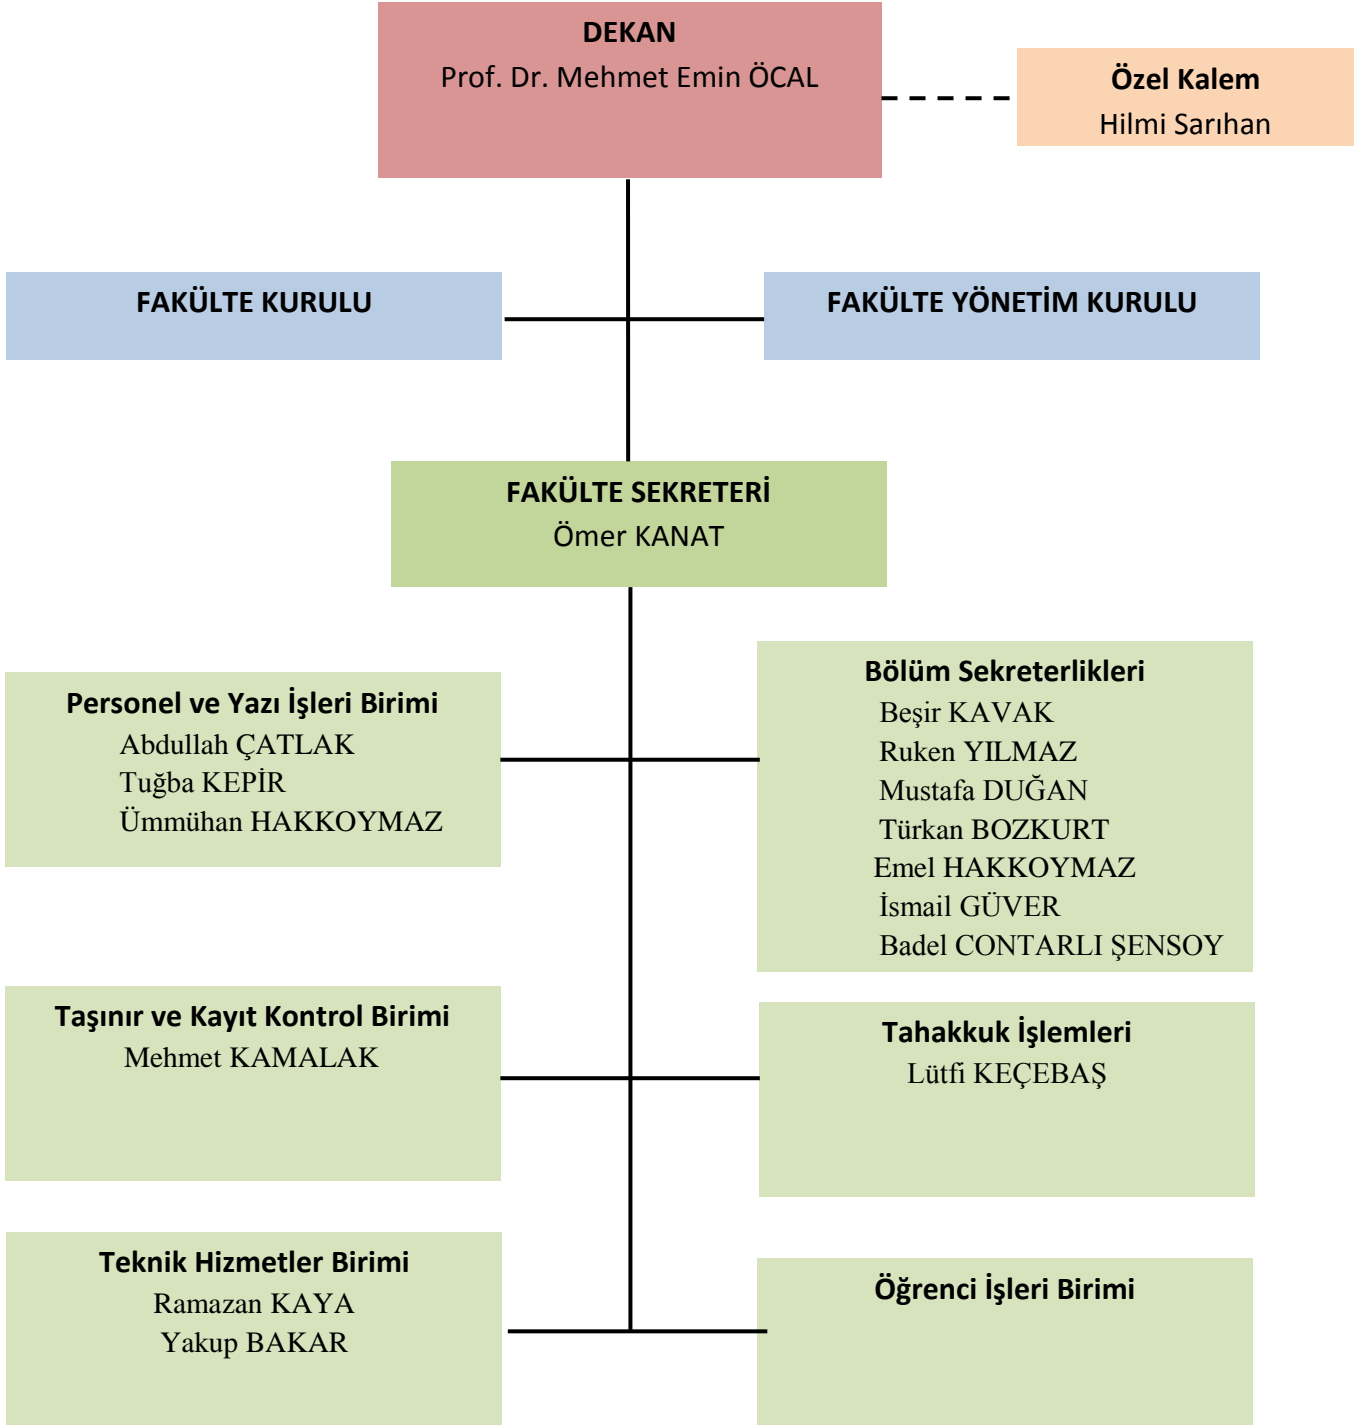 DEKAN
Prof. Dr. Mehmet Emin ÖCAL
Özel Kalem
Hilmi Sarıhan
FAKÜLTE KURULU
FAKÜLTE YÖNETİM KURULU
FAKÜLTE SEKRETERİ
Ömer KANAT
Personel ve Yazı İşleri Birimi
Abdullah ÇATLAK
Tuğba KEPİR
Ümmühan HAKKOYMAZ
Bölüm Sekreterlikleri
Beşir KAVAK
Ruken YILMAZ
Mustafa DUĞAN
Türkan BOZKURT
Emel HAKKOYMAZ
İsmail GÜVER
Badel CONTARLI ŞENSOY
Taşınır ve Kayıt Kontrol Birimi
Mehmet KAMALAK
Tahakkuk İşlemleri
Lütfi KEÇEBAŞ
Teknik Hizmetler Birimi
Ramazan KAYA
Yakup BAKAR
Öğrenci İşleri Birimi